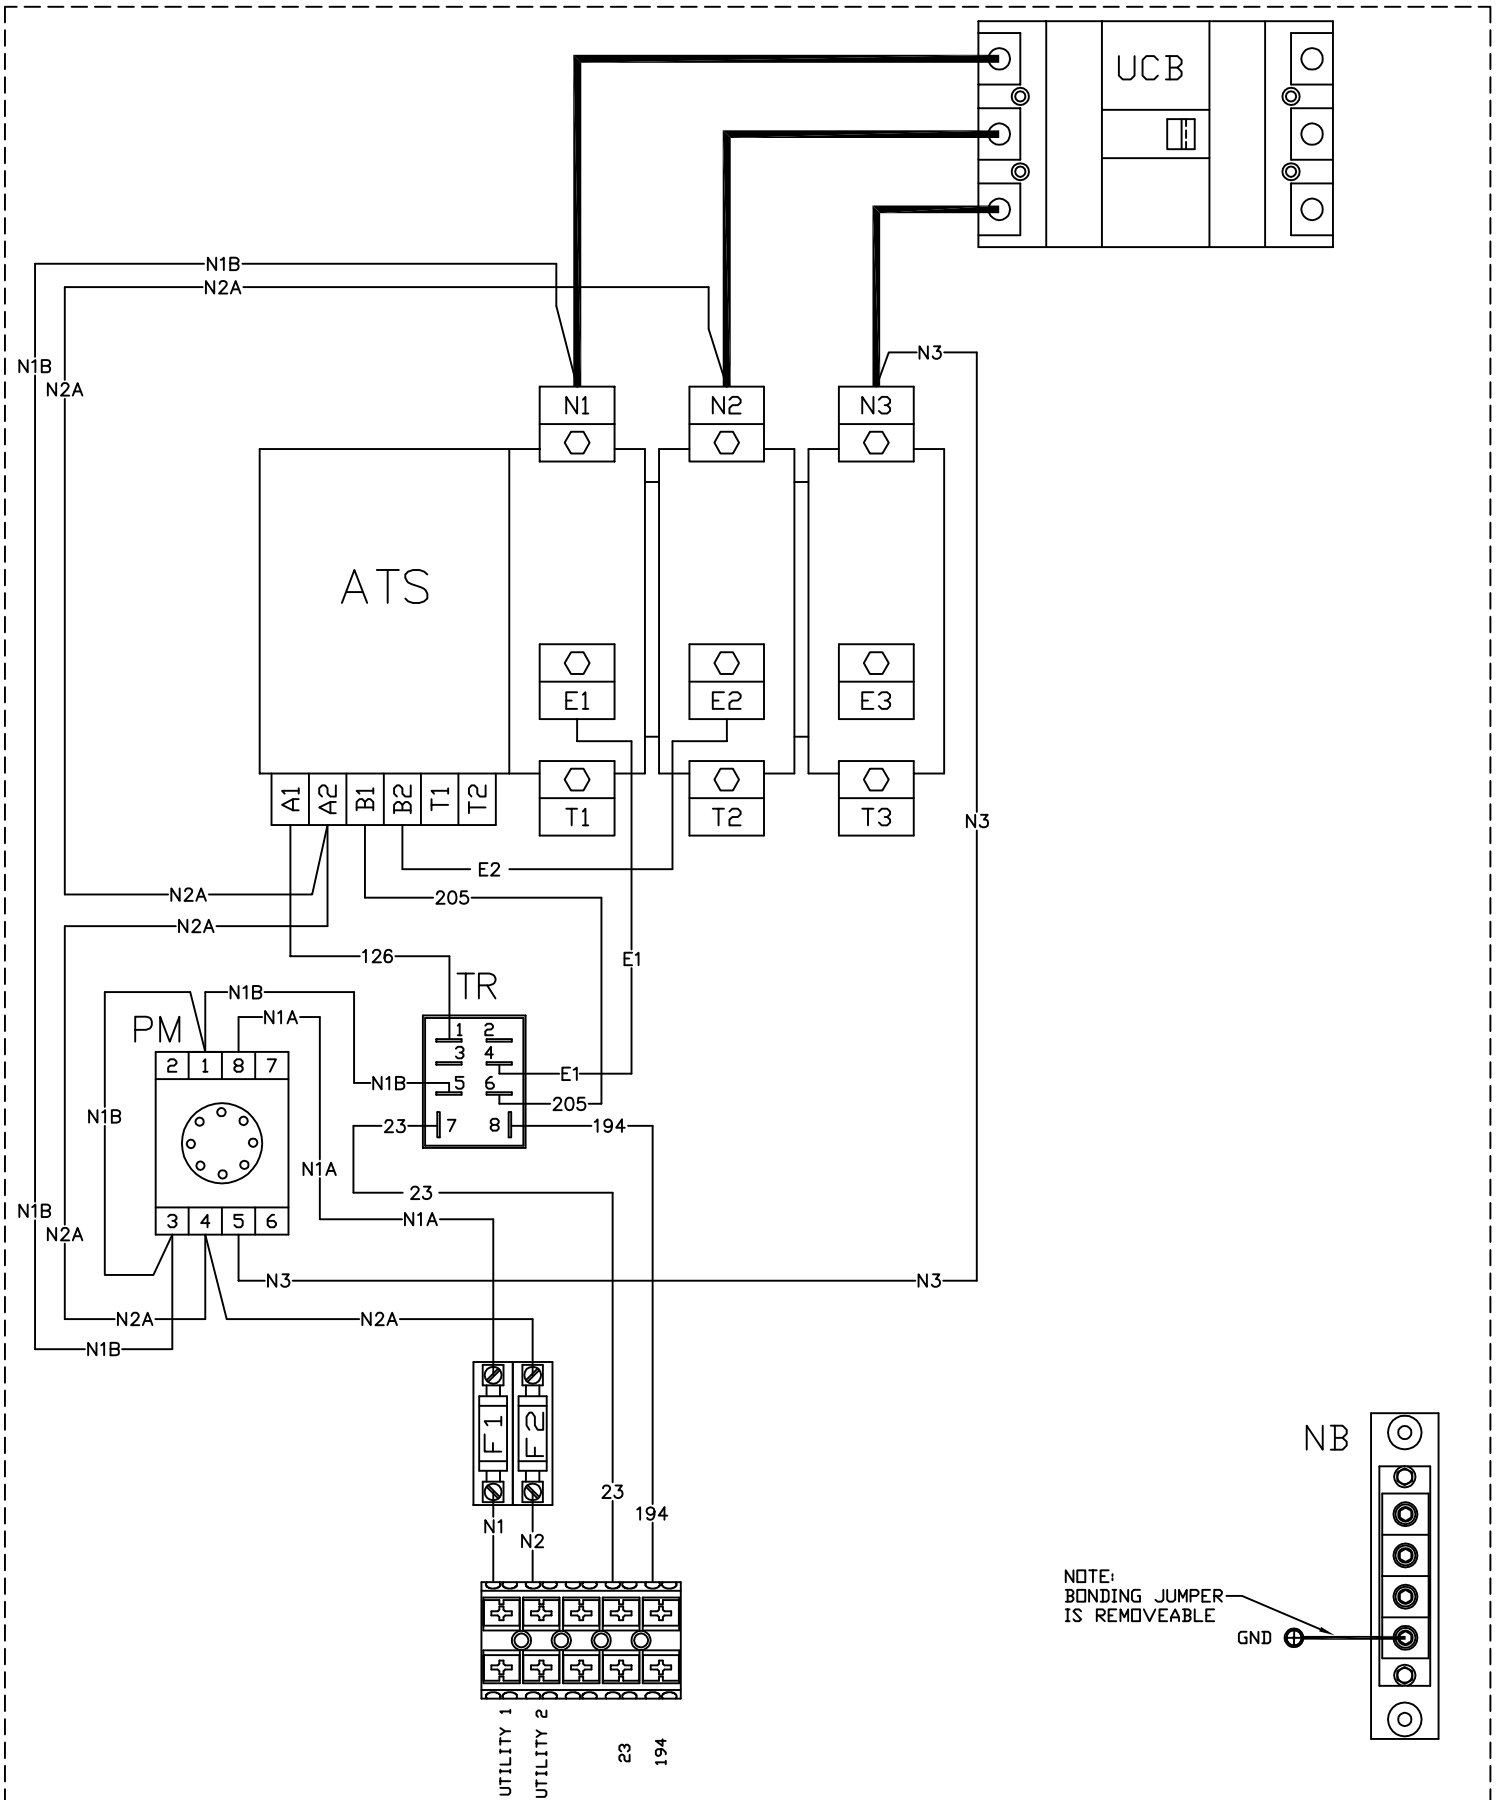 UCB
N1B
N2A
N3
N1B
N2A
N1
N2
N3
ATS
E1
E2
E3
A1
A2
B1
B2
T1
T2
T1
T2
T3
N3
E2
N2A
205
N2A
126
E1
TR
N1B
N1A
PM
1
2
3
4
5
6
7
8
2
1
8
7
N1B
E1
205
23
194
N1B
N1A
23
N1A
N1B
N2A
3
4
5
6
N3
N3
N2A
N2A
N1B
F1
F2
NB
23
194
N1
N2
NOTE:
BONDING JUMPER
IS REMOVEABLE
GND
UTILITY 1
UTILITY 2
23
194